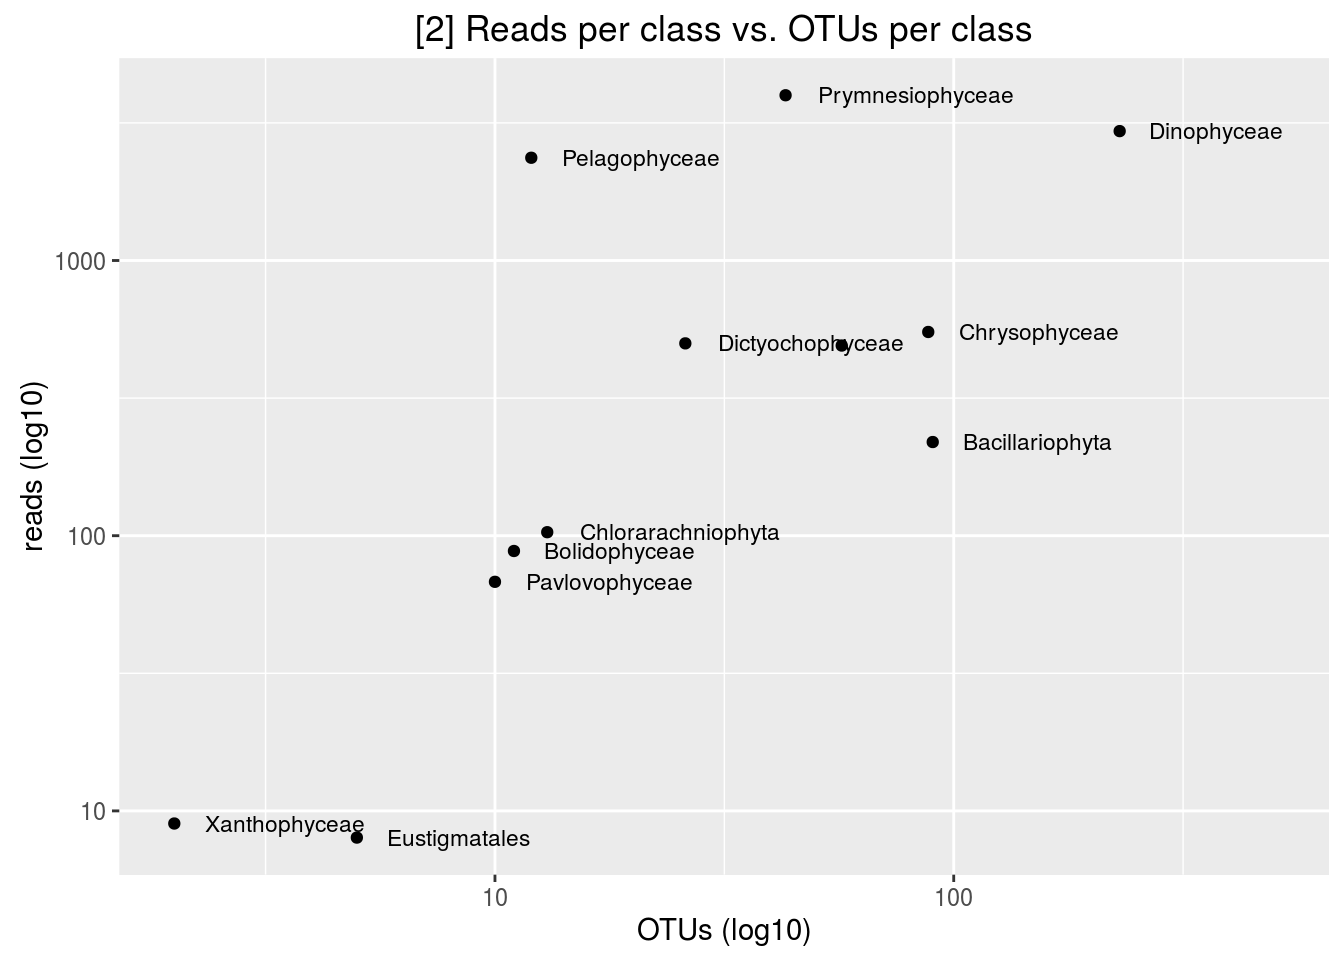 [2] Reads per class vs. OTUs per class
Prymnesiophyceae
Dinophyceae
Pelagophyceae
1000
Chrysophyceae
Dictyochophyceae
Bacillariophyta
reads (log10)
100
Chlorarachniophyta
Bolidophyceae
Pavlovophyceae
10
Xanthophyceae
Eustigmatales
10
100
OTUs (log10)